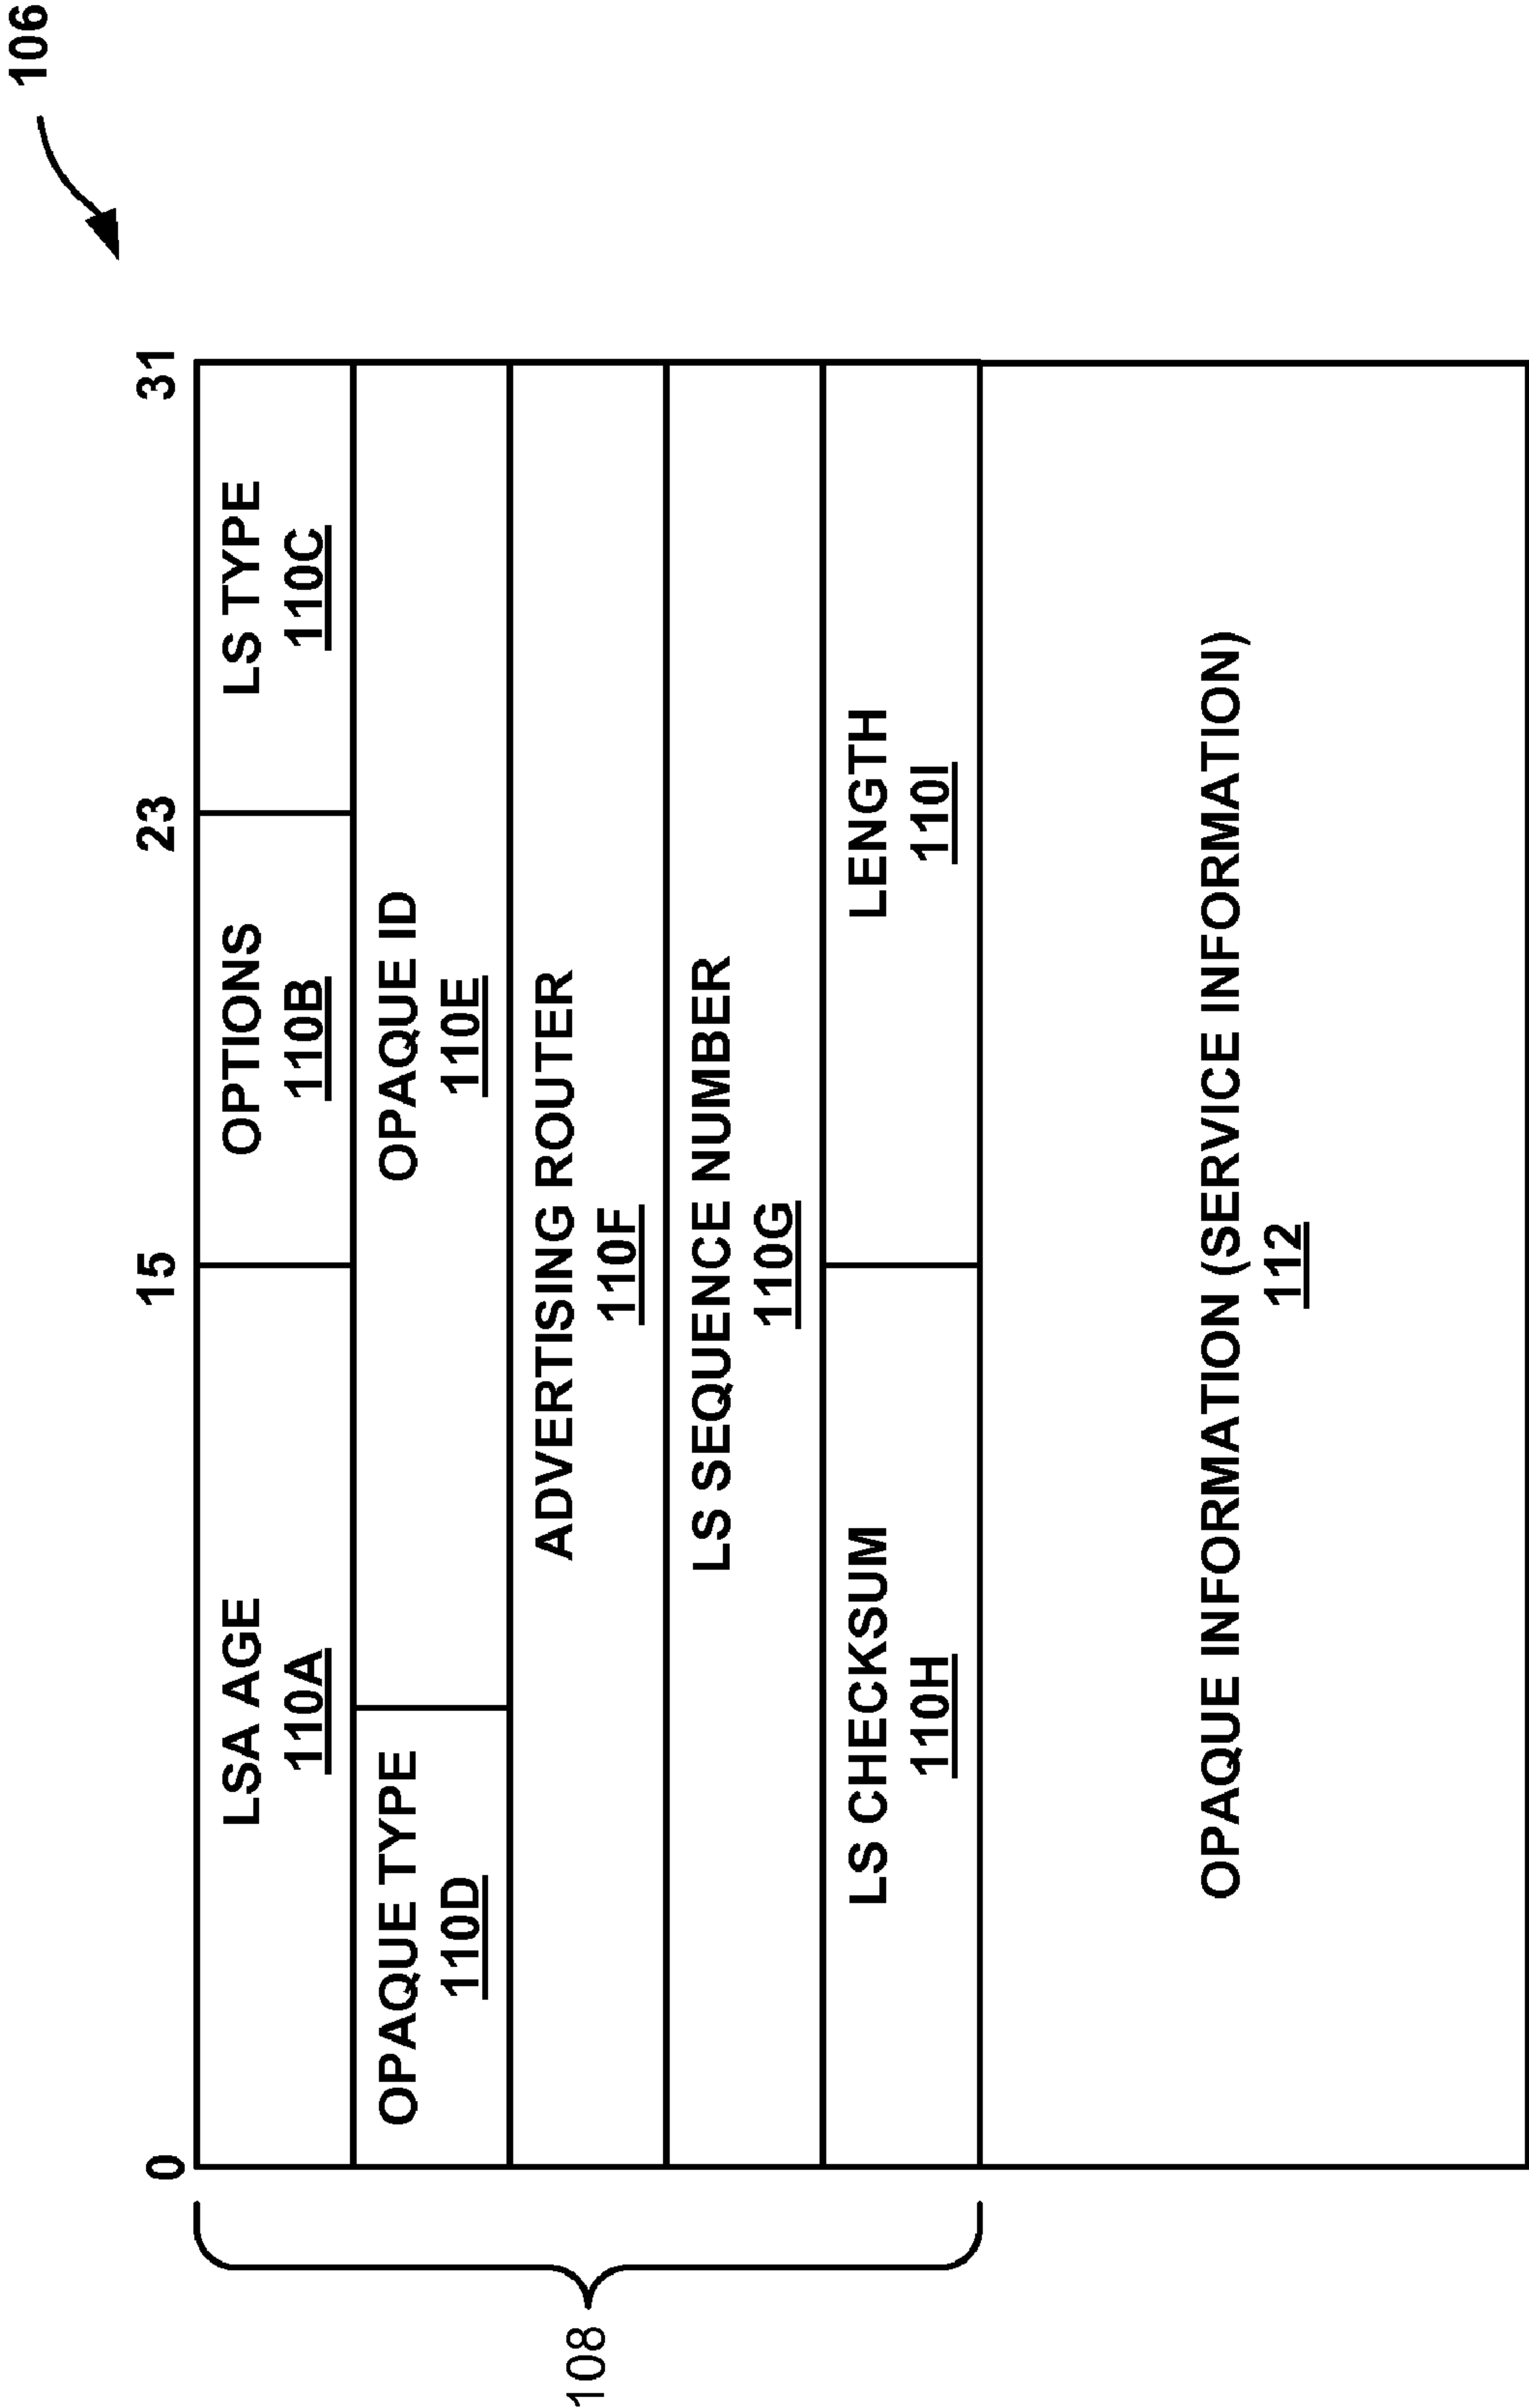 106
0
15
23
31
LSA AGE
110A
OPTIONS
110B
LS TYPE
110C
OPAQUE TYPE
110D
OPAQUE ID
110E
ADVERTISING ROUTER
110F
LS SEQUENCE NUMBER
110G
LS CHECKSUM
110H
LENGTH
110I
108
OPAQUE INFORMATION (SERVICE INFORMATION)
112